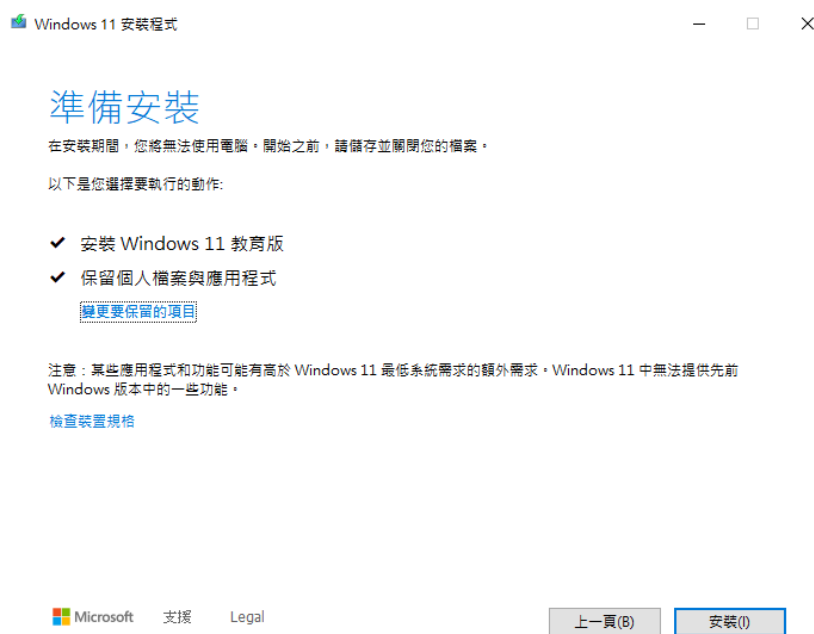 Windows 11 安裝程式
準備安裝
在安裝期間，您將無法使用電腦。開始之前，請儲存並關閉您的檔案。
以下是您選擇要執行的動作:
安裝 Windows 11 教育版
保留個人檔案與應用程式
變更要保留的項目
注意：某些應用程式和功能可能有高於 Windows 11 最低系統需求的額外需求。Windows 11 中無法提供先前
Windows 版本中的一些功能。
檢查裝置規格
Microsoft 支援 Legal 上一頁(B) 安裝(I)